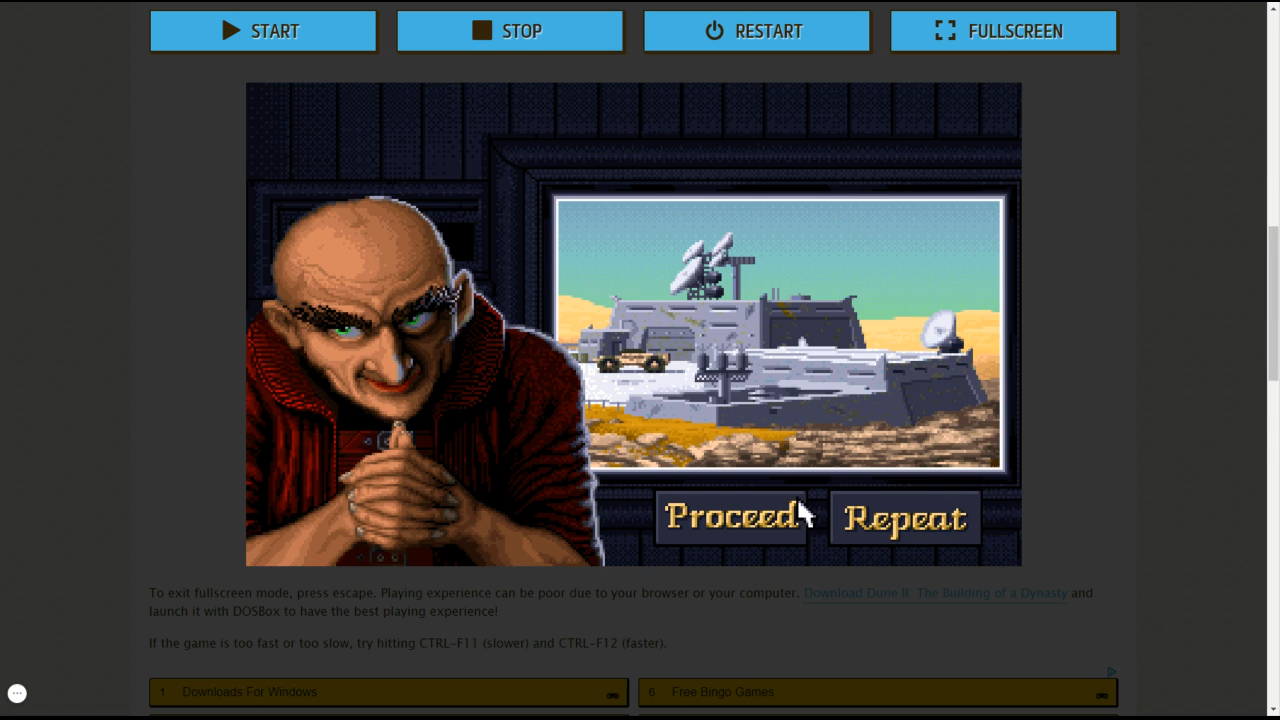 START
STOP
RESTART
FULLSCREEN
Proceed
Repeat
To exit fullscreen mode, press escape. Playing experience can be poor due to your browser or your computer. Download Dune II: The Building of a Dynasty and
launch it with DOSBox to have the best playing experience!
If the game is too fast or too slow, try hitting CTRL-F11 (slower) and CTRL-F12 (faster).
1 Downloads For Windows
6 Free Bingo Games